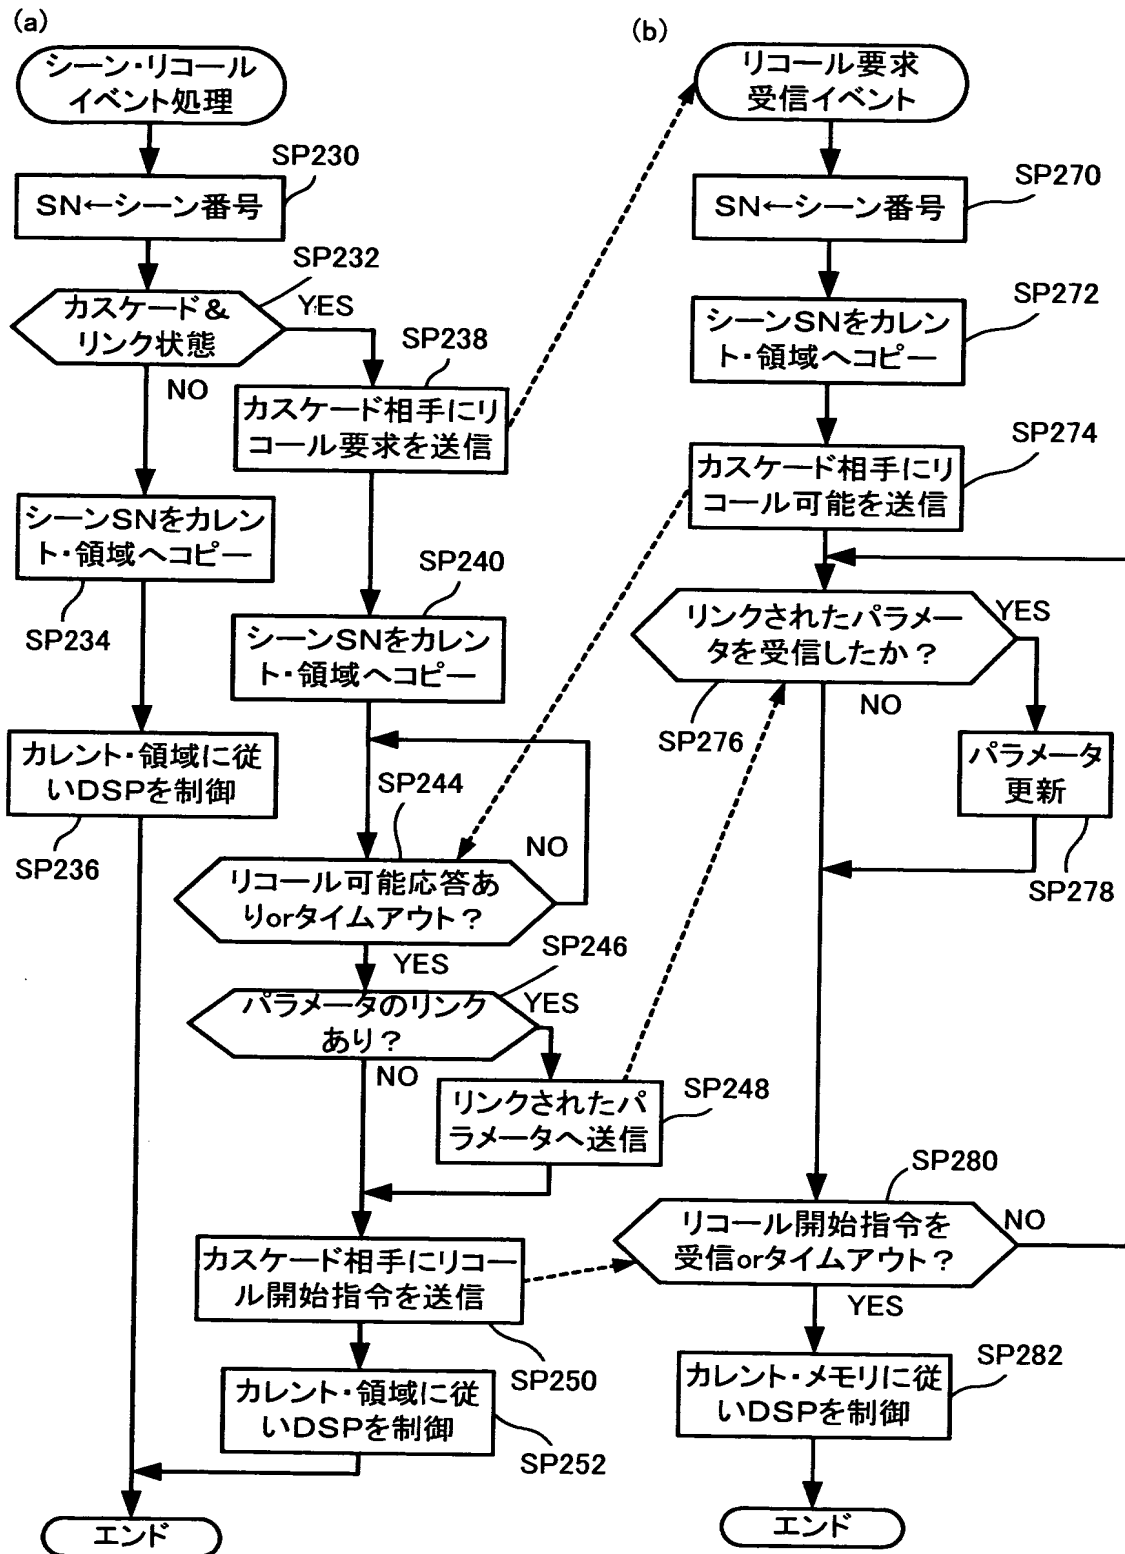 (a)
シーン・リコール
イベント処理
SP230
SN←シーン番号
SP232
カスケード＆
リンク状態
YES
NO
SP238
カスケード相手にリ
コール要求を送信
シーンSNをカレン
ト・領域へコピー
SP234
SP240
シーンSNをカレン
ト・領域へコピー
カレント・領域に従
いDSPを制御
SP236
SP244
リコール可能応答あ
りorタイムアウト？
NO
YES
SP246
パラメータのリンク
あり？
YES
NO
SP248
リンクされたパ
ラメータへ送信
カスケード相手にリコー
ル開始指令を送信
SP250
カレント・領域に従
いDSPを制御
SP252
エンド
(b)
リコール要求
受信イベント
SP270
SN←シーン番号
SP272
シーンSNをカレン
ト・領域へコピー
SP274
カスケード相手にリ
コール可能を送信
リンクされたパラメー
タを受信したか？
YES
NO
SP276
パラメータ
更新
SP278
SP280
リコール開始指令を
受信orタイムアウト？
NO
YES
SP282
カレント・メモリに従
いDSPを制御
エンド